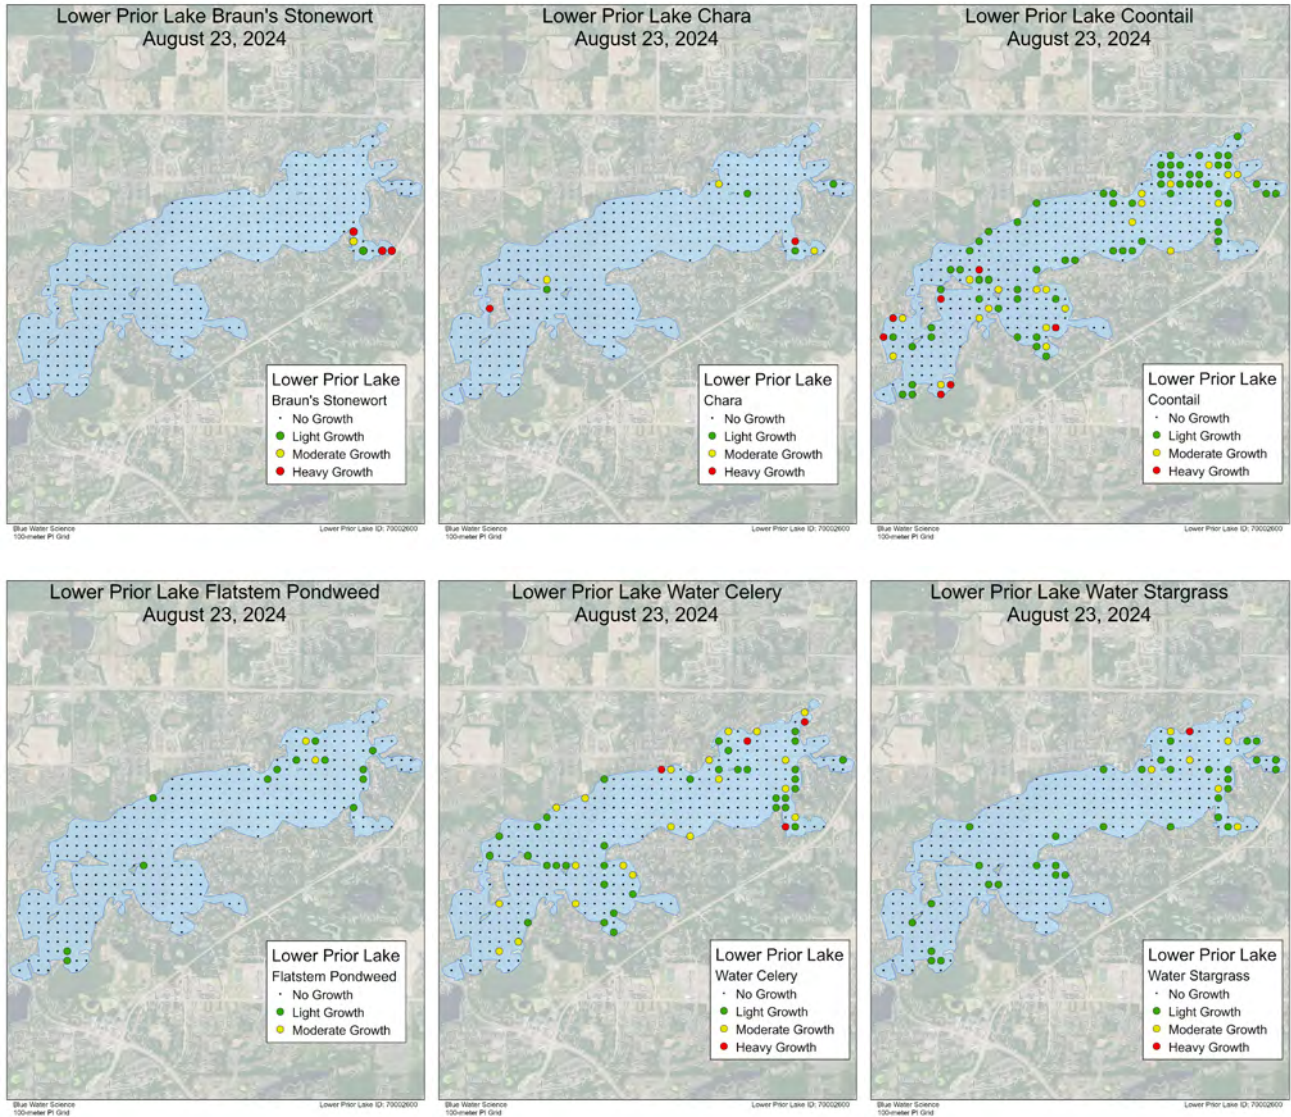 Lower Prior Lake Braun's Stonewort
August 23, 2024
Lower Prior Lake
Braun's Stonewort
No Growth
Light Growth
Moderate Growth
Heavy Growth
Blue Water Science
100-meter PI Grid
Lower Prior Lake ID: 70002600
Lower Prior Lake Chara
August 23, 2024
Lower Prior Lake
Chara
No Growth
Light Growth
Moderate Growth
Heavy Growth
Blue Water Science
100-meter PI Grid
Lower Prior Lake ID: 70002600
Lower Prior Lake Coontail
August 23, 2024
Lower Prior Lake
Coontail
No Growth
Light Growth
Moderate Growth
Heavy Growth
Blue Water Science
100-meter PI Grid
Lower Prior Lake ID: 70002600
Lower Prior Lake Flatstem Pondweed
August 23, 2024
Lower Prior Lake
Flatstem Pondweed
No Growth
Light Growth
Moderate Growth
Blue Water Science
100-meter PI Grid
Lower Prior Lake ID: 70002600
Lower Prior Lake Water Celery
August 23, 2024
Lower Prior Lake
Water Celery
No Growth
Light Growth
Moderate Growth
Heavy Growth
Blue Water Science
100-meter PI Grid
Lower Prior Lake ID: 70002600
Lower Prior Lake Water Stargrass
August 23, 2024
Lower Prior Lake
Water Stargrass
No Growth
Light Growth
Moderate Growth
Heavy Growth
Blue Water Science
100-meter PI Grid
Lower Prior Lake ID: 70002600